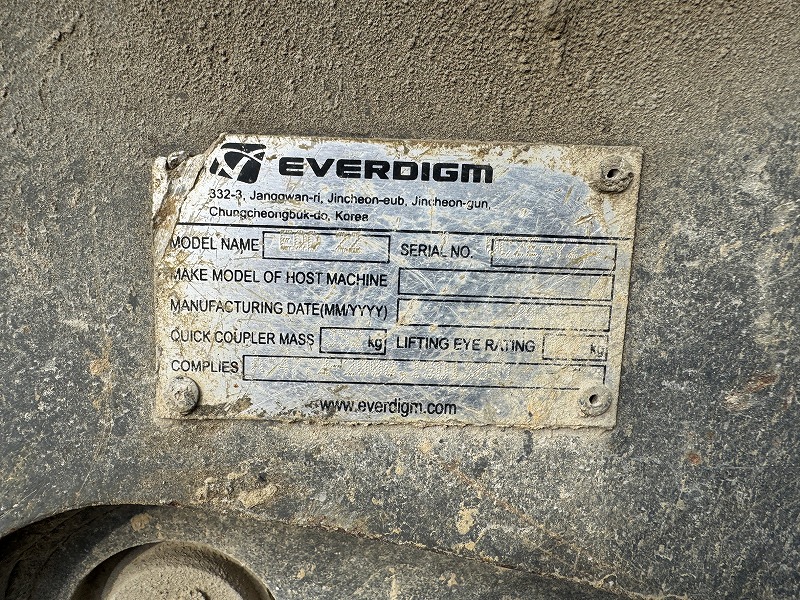 EVERDIGM
332-3, Janggwan-ri, Jincheon-eub, Jincheon-gun,
Chungcheongbuk-do, Korea
MODEL NAME SERIAL NO.
MAKE MODEL OF HOST MACHINE
MANUFACTURING DATE(MM/YYYY)
QUICK COUPLER MASS kg LIFTING EYE RATING kg
COMPLIES
www.everdigm.com